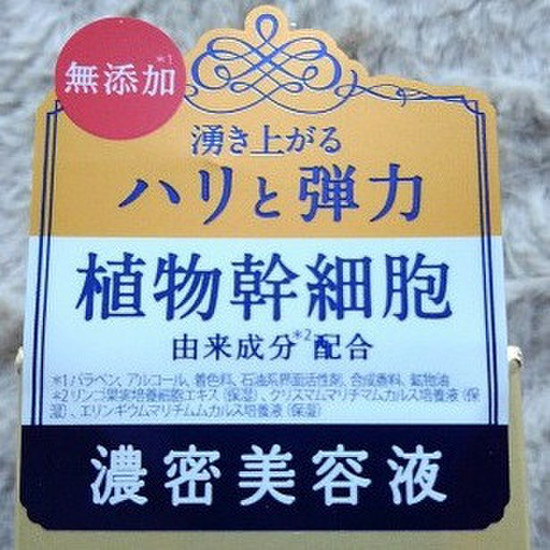 無添加*1
湧き上がる
ハリと弾力
植物幹細胞
由来成分*2配合
*1パラベン、アルコール、着色料、石油系界面活性剤、合成香料、鉱物油
*2リンゴ果実培養細胞エキス(保湿)、クリスマムマリチマムカルス培養液(保
湿)、エリンギウムマリチムムカルス培養液(保湿)
濃密美容液